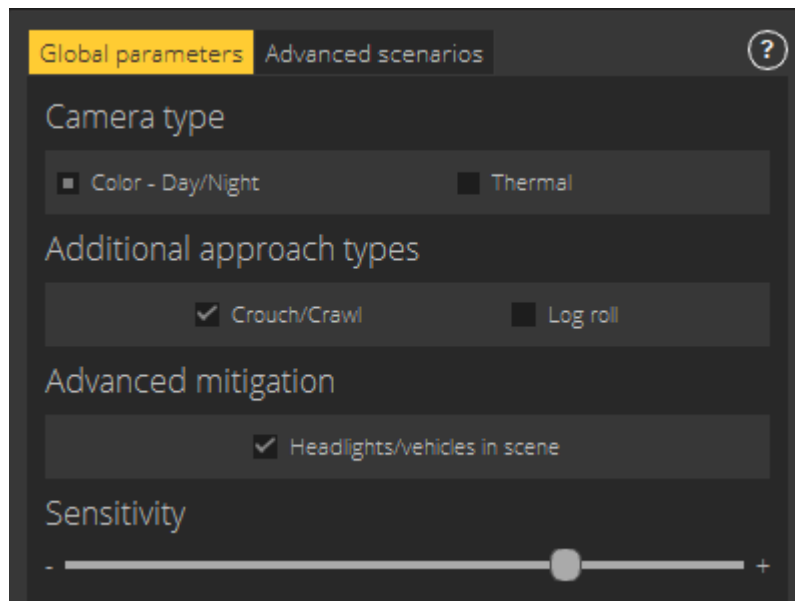 Global parameters Advanced scenarios ?
Camera type
Color - Day/Night Thermal
Additional approach types
Crouch/Crawl Log roll
Advanced mitigation
Headlights/vehicles in scene
Sensitivity
- +